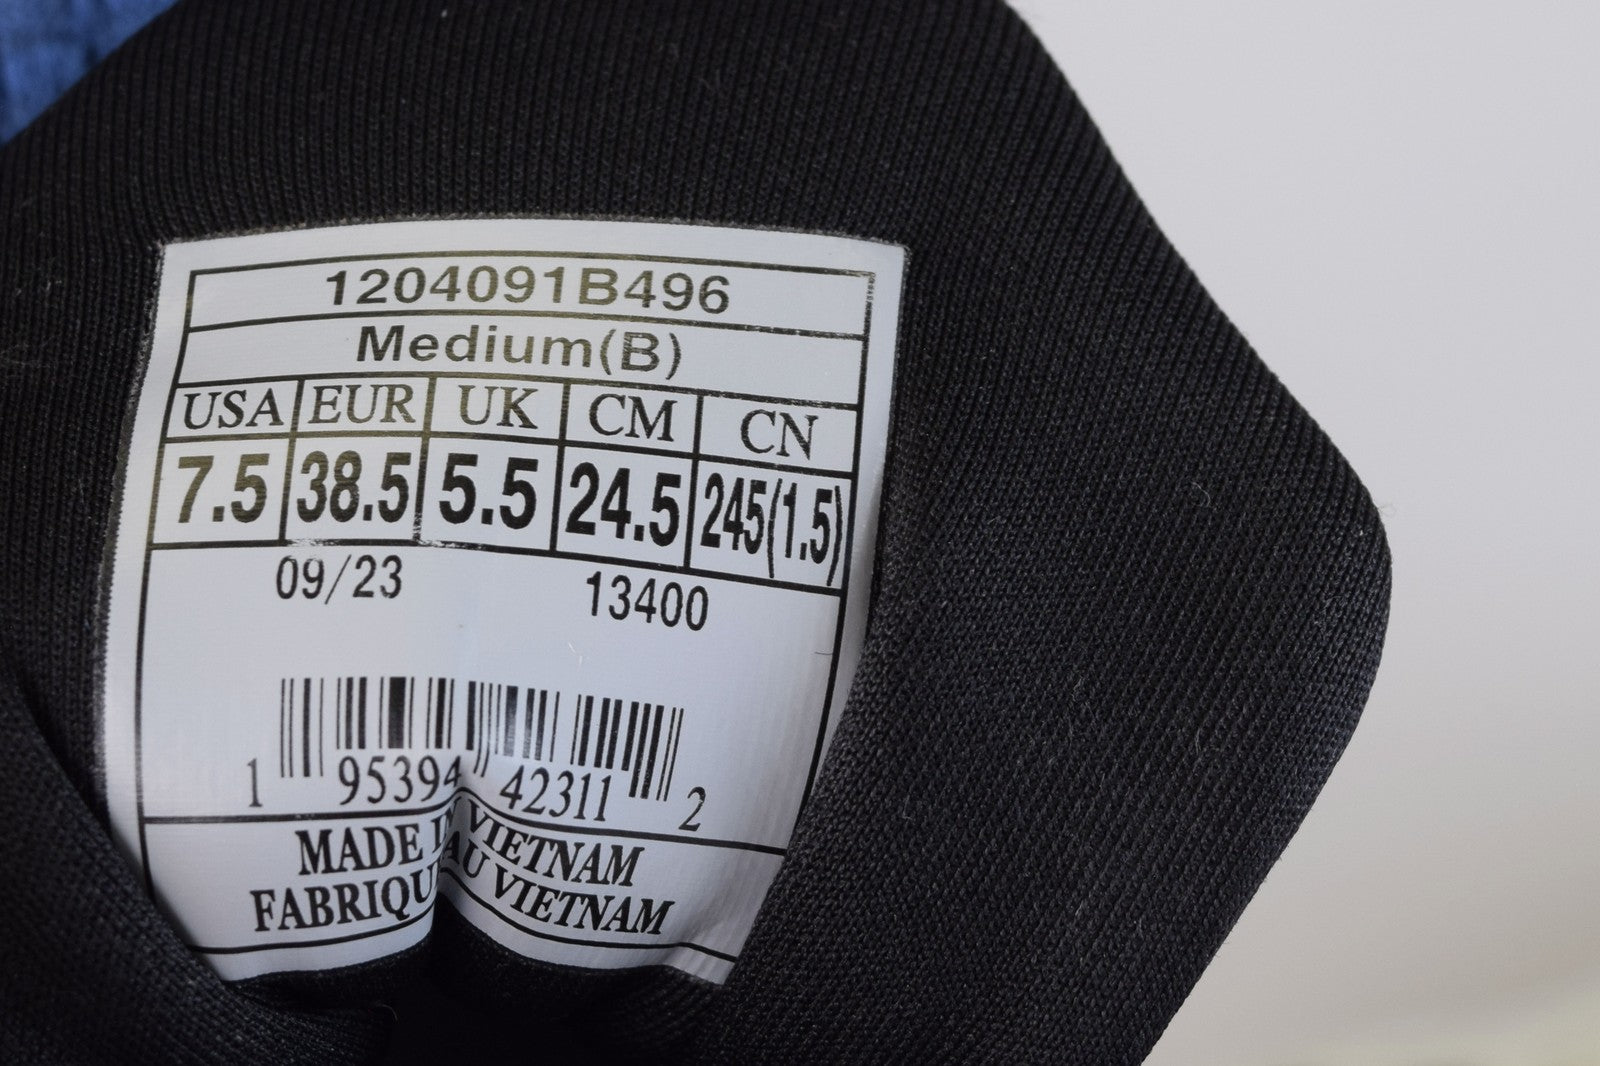 1204091B496
Medium(B)
USA EUR UK CM CN
7.5 38.5 5.5 24.5 245(1.5)
09/23 13400
1 95394 42311 2
MADE IN VIETNAM
FABRIQUÉ AU VIETNAM